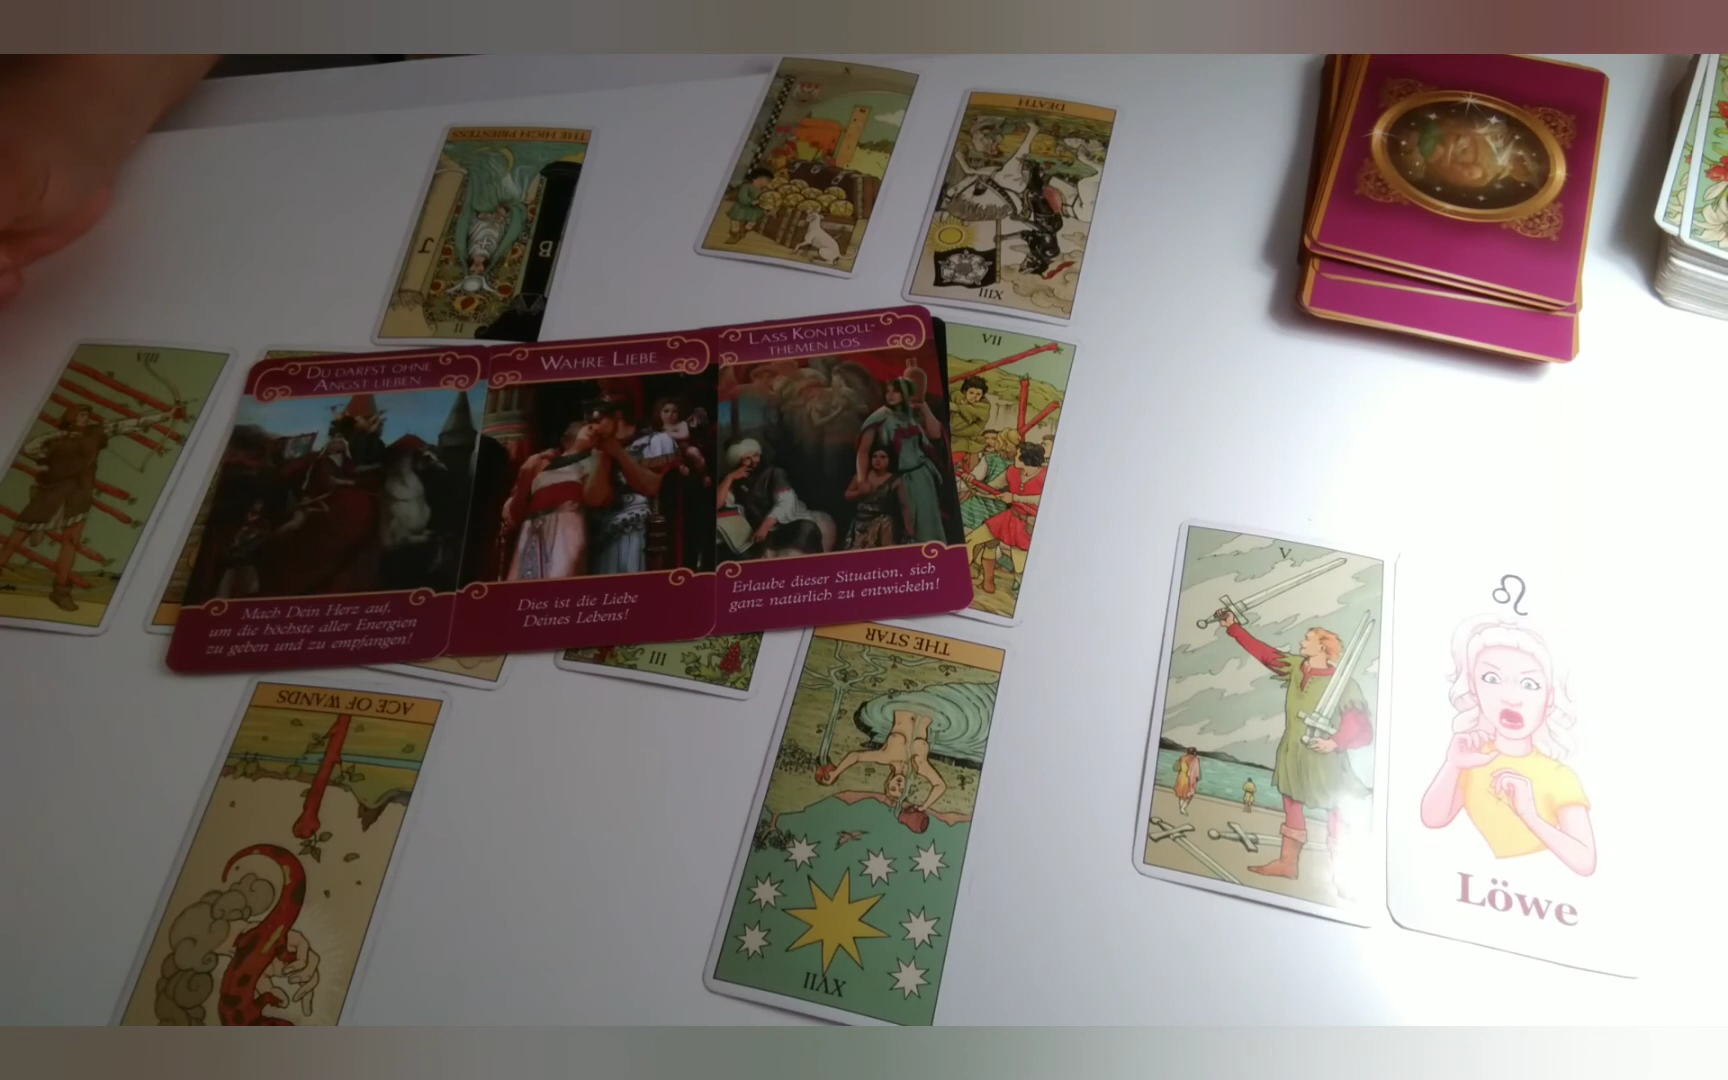 THE HIGH PRIESTESS
J
B
II
X
DEATH
XIII
VIII
DU DARFST OHNE
ANGST LIEBEN
Mach Dein Herz auf,
um die höchste aller Energien
zu geben und zu empfangen!
WAHRE LIEBE
Dies ist die Liebe
Deines Lebens!
LASS KONTROLL-
THEMEN LOS
Erlaube dieser Situation, sich
ganz natürlich zu entwickeln!
VII
III
ACE OF WANDS
THE STAR
XVII
V
♌
Löwe